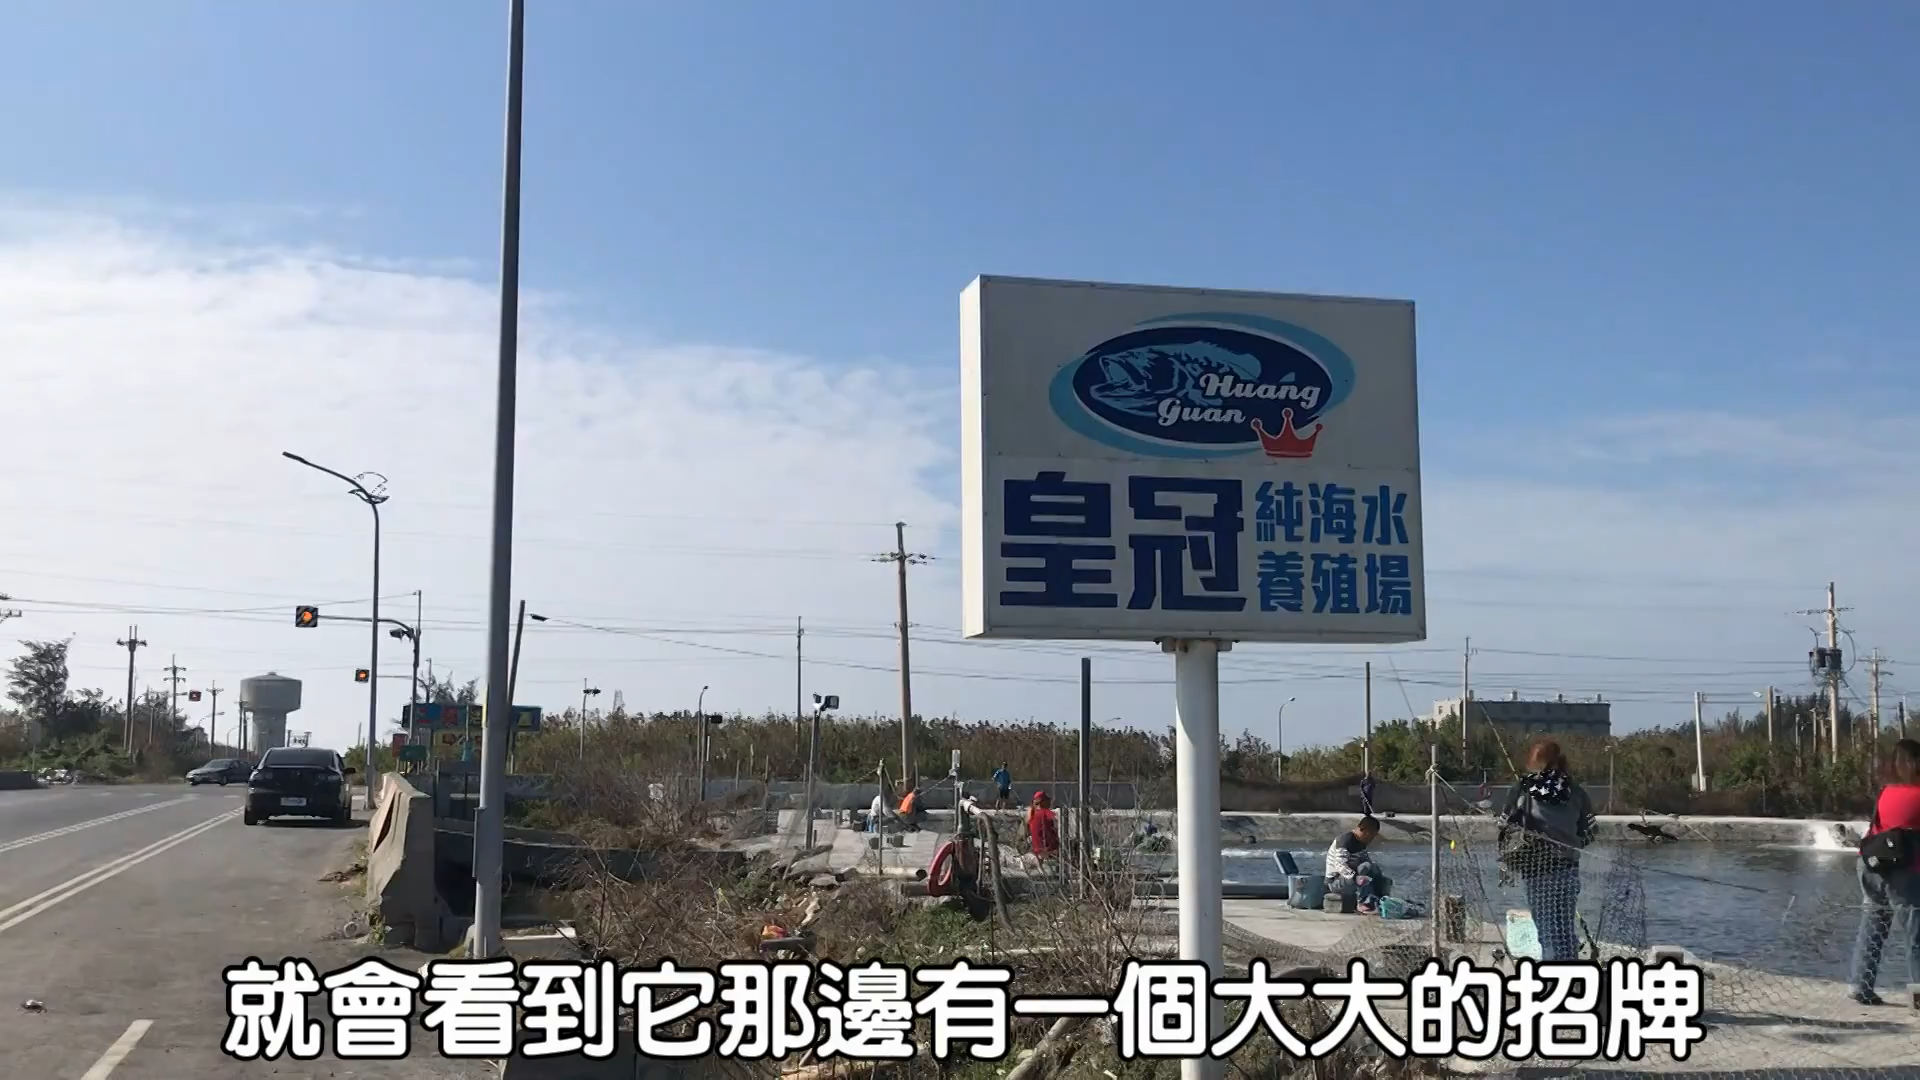 Huang
Guan
皇冠
純海水
養殖場
就會看到它那邊有一個大大的招牌